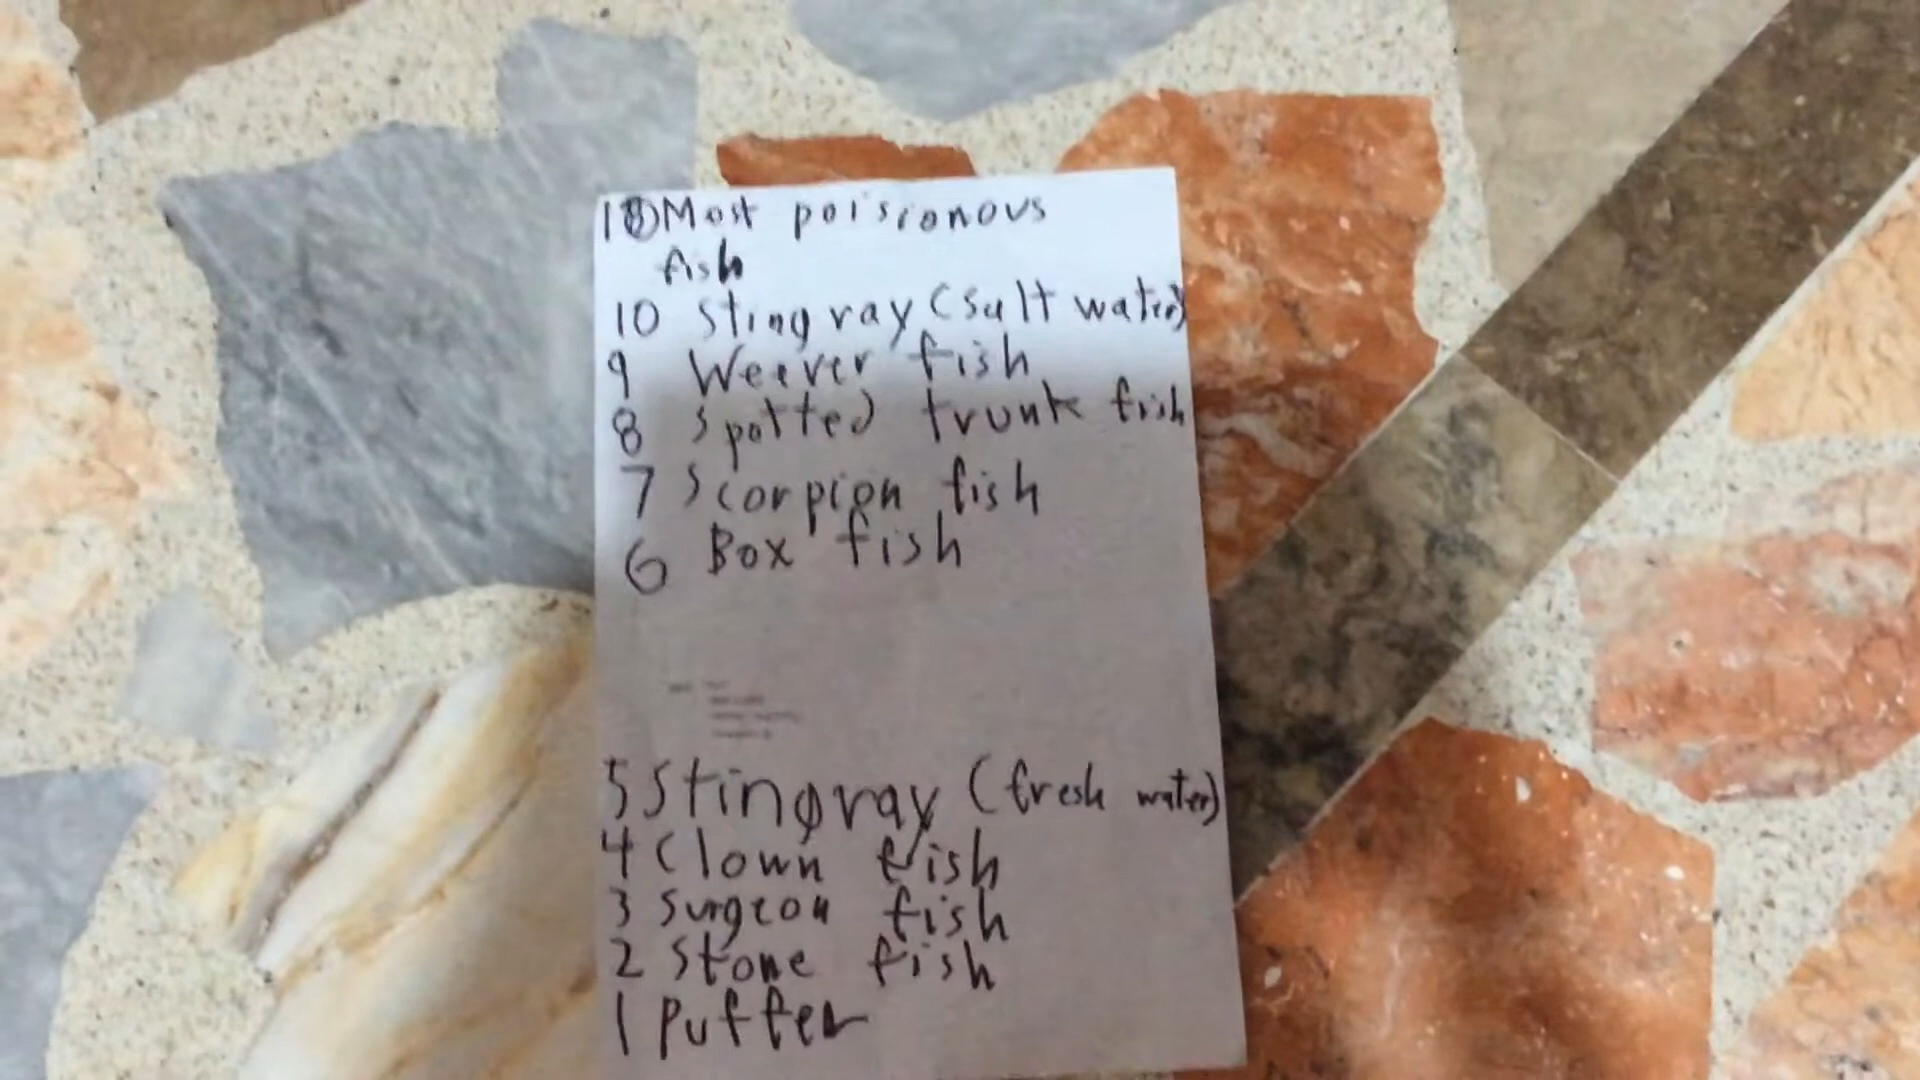 10 Most poisionous
fish
10 Stingray (Salt water)
9 Weever fish
8 Spotted trunk fish
7 Scorpion fish
6 Box fish
5 Stingray (fresh water)
4 Clown fish
3 Surgeon fish
2 Stone fish
1 Puffer